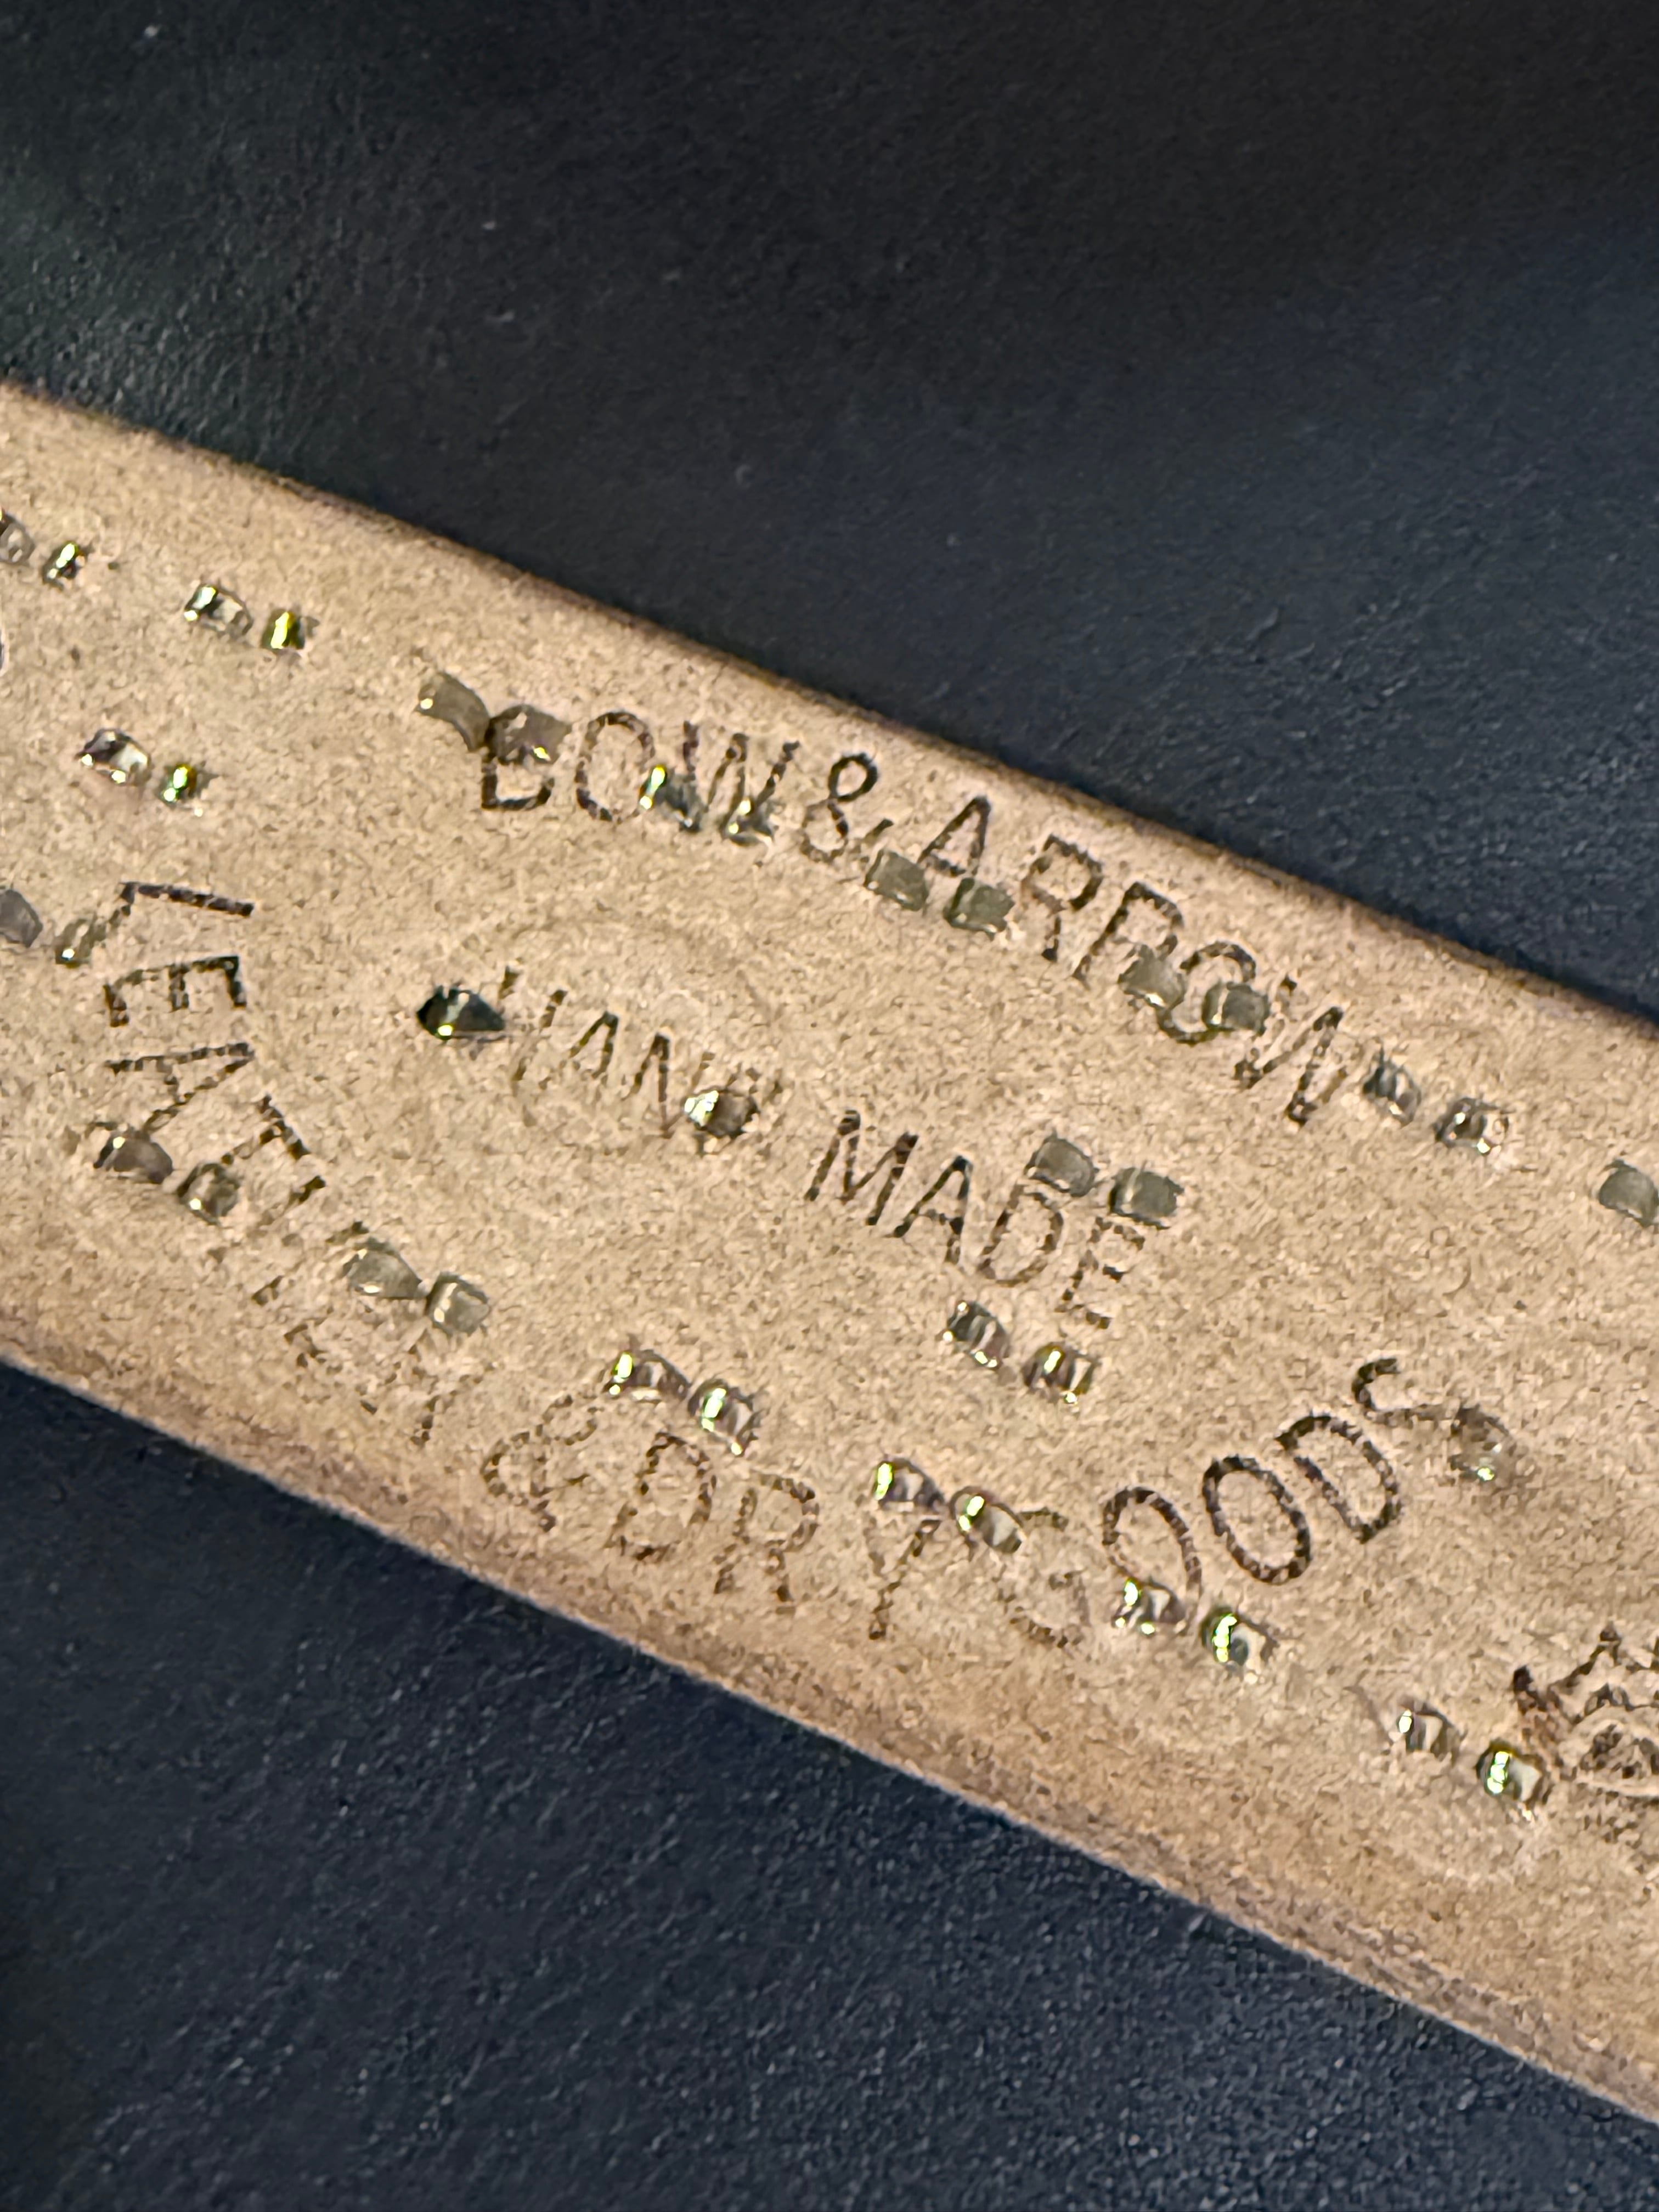 BOW & ARROW
HAND MADE
LEATHER & DRY GOODS